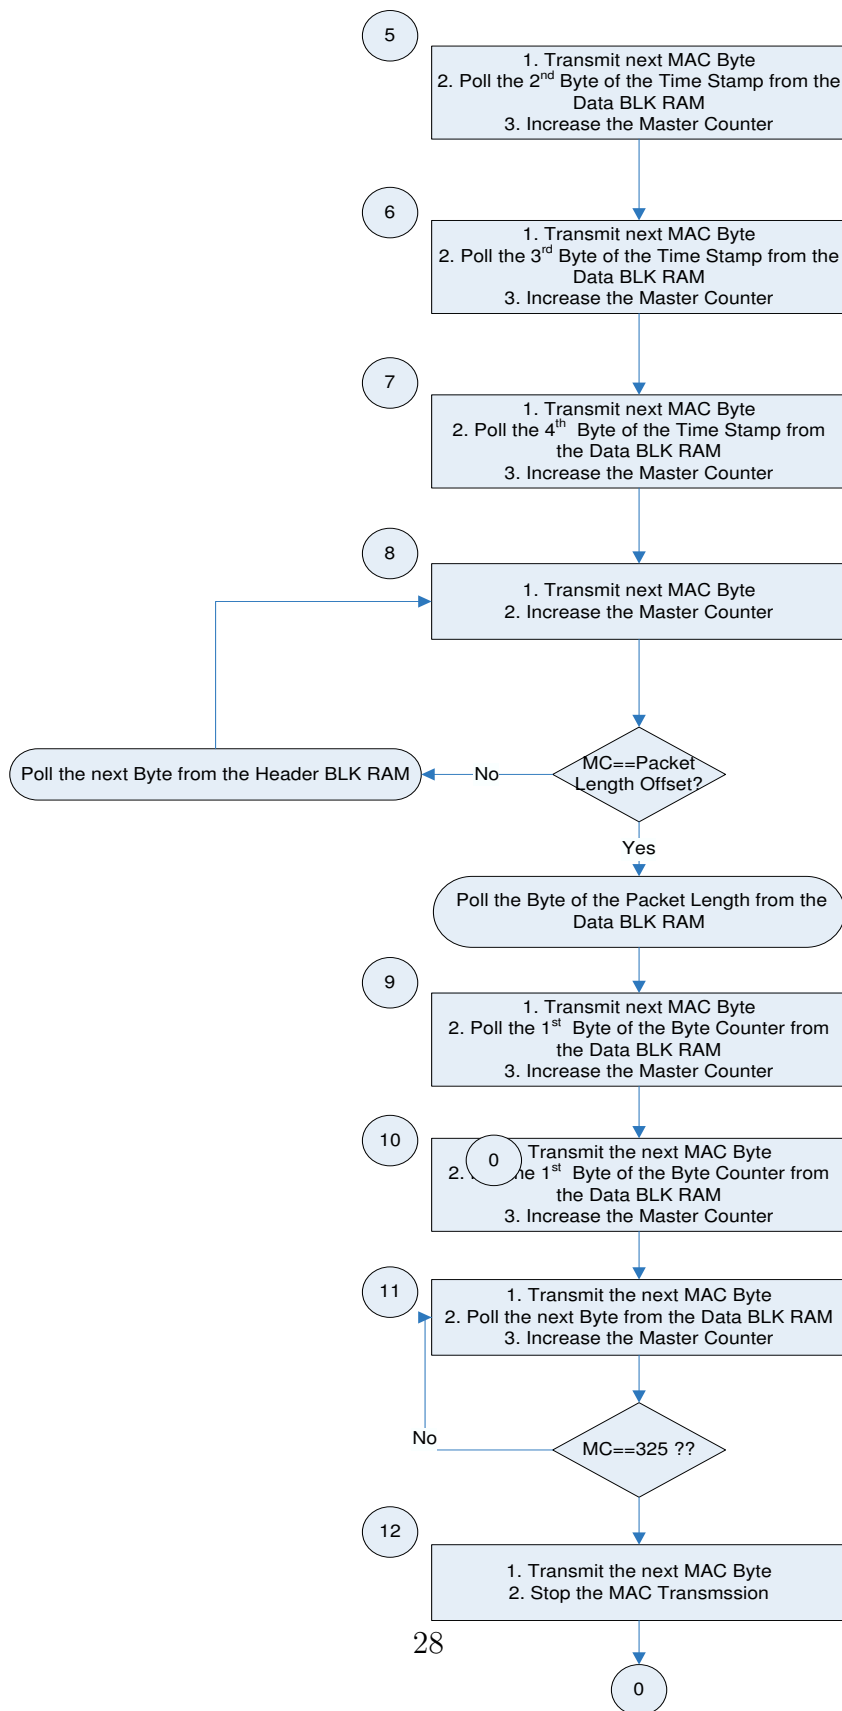 5
1. Transmit next MAC Byte
2. Poll the 2nd Byte of the Time Stamp from the
Data BLK RAM
3. Increase the Master Counter
6
1. Transmit next MAC Byte
2. Poll the 3rd Byte of the Time Stamp from the
Data BLK RAM
3. Increase the Master Counter
7
1. Transmit next MAC Byte
2. Poll the 4th Byte of the Time Stamp from
the Data BLK RAM
3. Increase the Master Counter
8
1. Transmit next MAC Byte
2. Increase the Master Counter
MC==Packet
Length Offset?
No
Poll the next Byte from the Header BLK RAM
Yes
Poll the Byte of the Packet Length from the
Data BLK RAM
9
1. Transmit next MAC Byte
2. Poll the 1st Byte of the Byte Counter from
the Data BLK RAM
3. Increase the Master Counter
10
0
Transmit the next MAC Byte
2. 1st Byte of the Byte Counter from
the Data BLK RAM
3. Increase the Master Counter
11
1. Transmit the next MAC Byte
2. Poll the next Byte from the Data BLK RAM
3. Increase the Master Counter
No
MC==325 ??
12
1. Transmit the next MAC Byte
2. Stop the MAC Transmssion
28
0